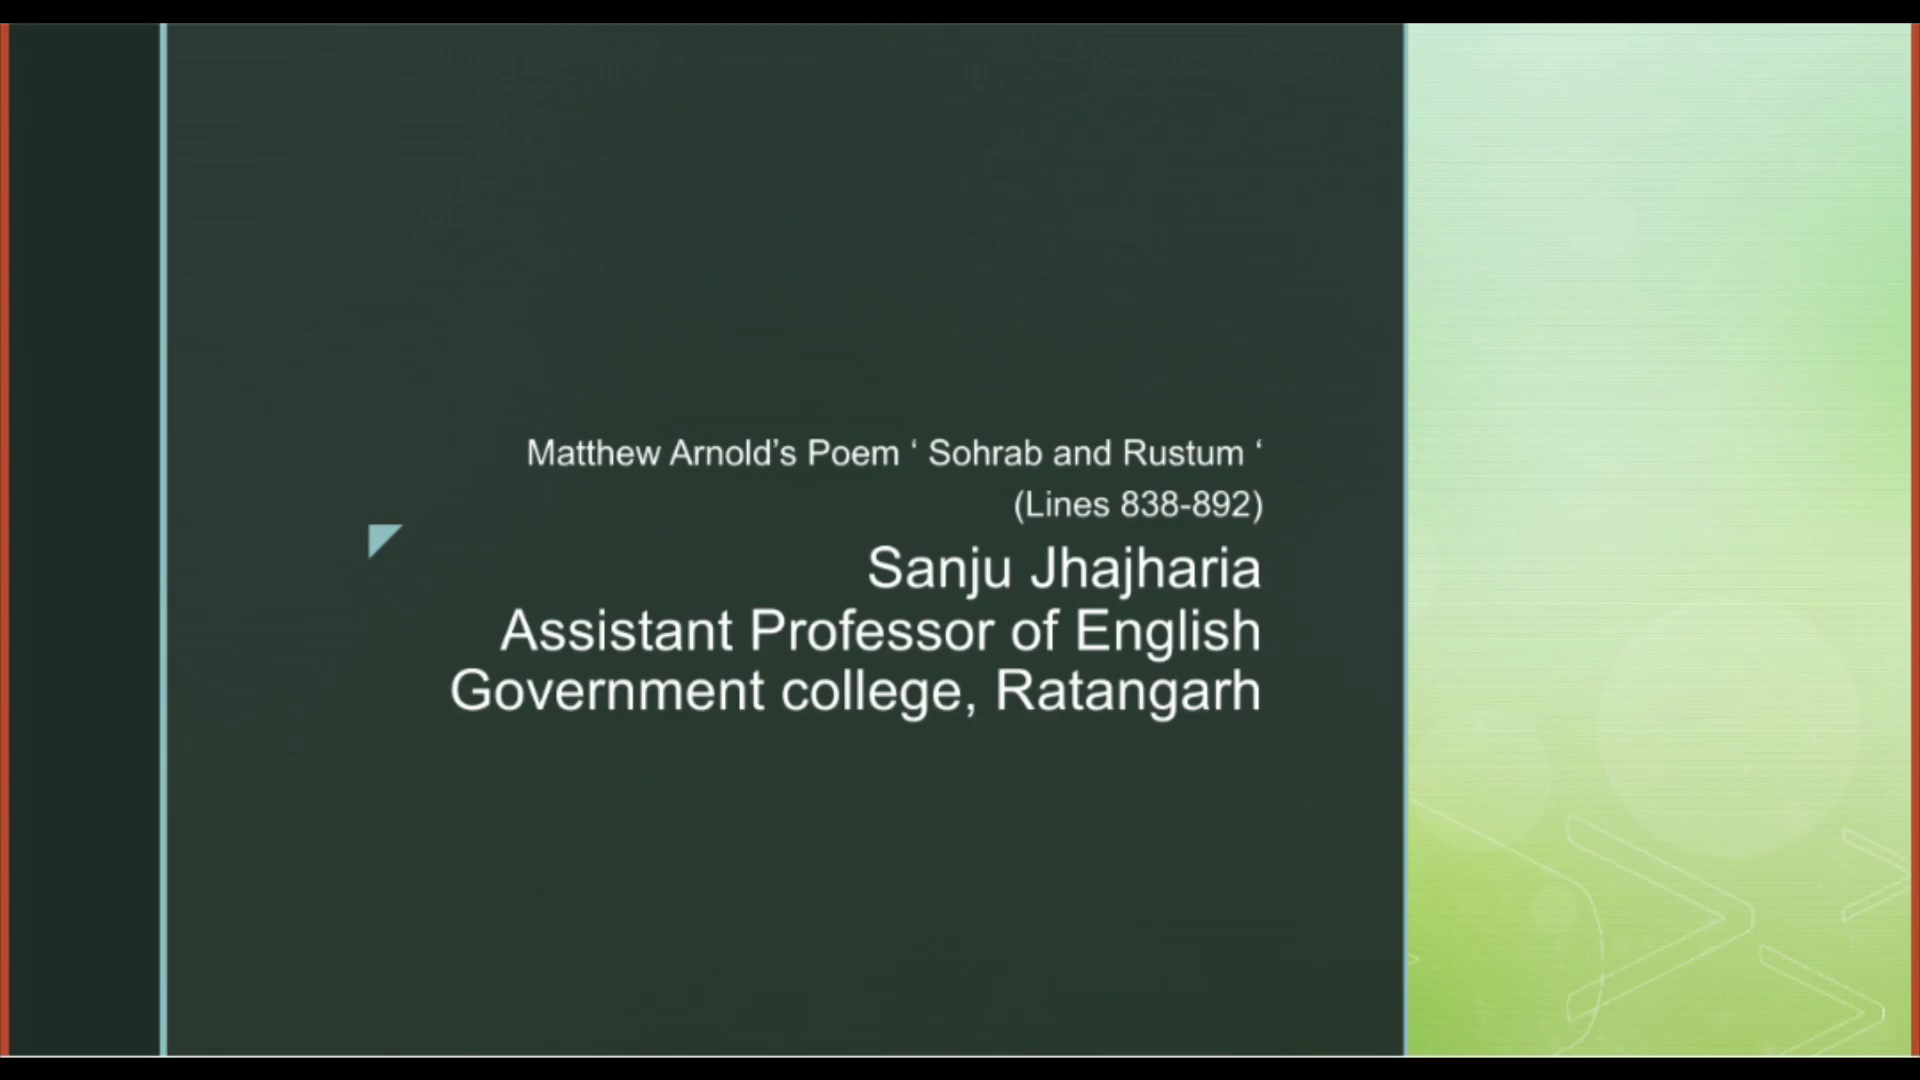 Matthew Arnold’s Poem ‘ Sohrab and Rustum ‘
(Lines 838-892)
Sanju Jhajharia
Assistant Professor of English
Government college, Ratangarh